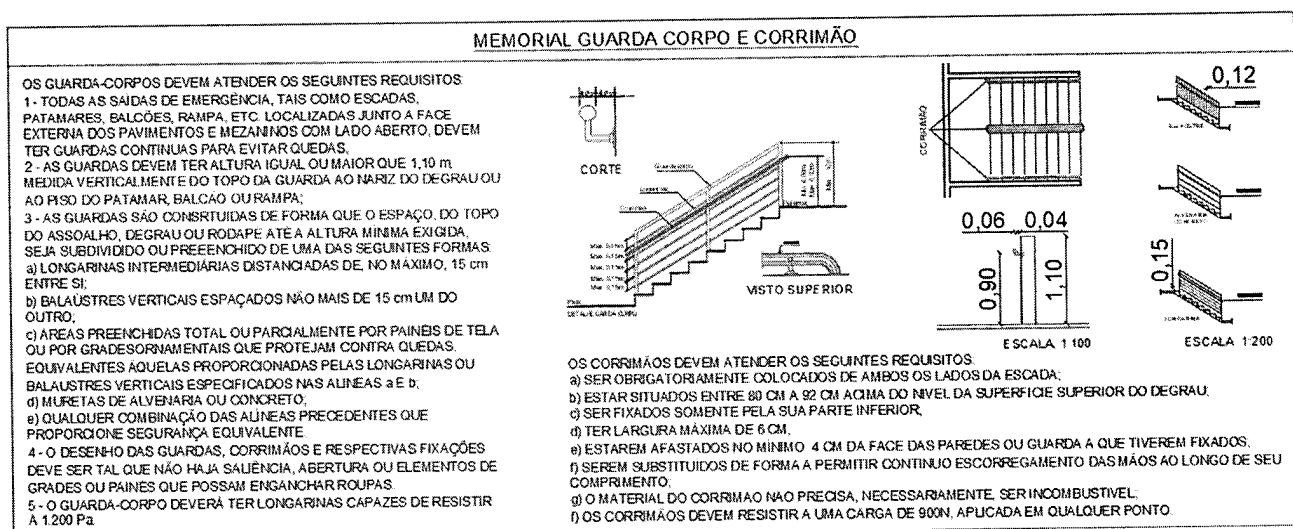 MEMORIAL GUARDA CORPO E CORRIMÃO
OS GUARDA-CORPOS DEVEM ATENDER OS SEGUINTES REQUISITOS:
1 - TODAS AS SAÍDAS DE EMERGÊNCIA, TAIS COMO ESCADAS,
PATAMARES, BALCÕES, RAMPA, ETC. LOCALIZADAS JUNTO A FACE
EXTERNA DOS PAVIMENTOS E MEZANINOS COM LADO ABERTO, DEVEM
TER GUARDAS CONTINUAS PARA EVITAR QUEDAS;
2 - AS GUARDAS DEVEM TER ALTURA IGUAL OU MAIOR QUE 1,10 m,
MEDIDA VERTICALMENTE DO TOPO DA GUARDA AO NARIZ DO DEGRAU OU
AO PISO DO PATAMAR, BALCÃO OU RAMPA;
3 - AS GUARDAS SÃO CONSRTUIDAS DE FORMA QUE O ESPAÇO, DO TOPO
DO ASSOALHO, DEGRAU OU RODAPE ATÉ A ALTURA MINIMA EXIGIDA,
SEJA SUBDIVIDIDO OU PREEENCHIDO DE UMA DAS SEGUINTES FORMAS:
a) LONGARINAS INTERMEDIÁRIAS DISTANCIADAS DE, NO MÁXIMO, 15 cm
ENTRE SI;
b) BALAÚSTRES VERTICAIS ESPAÇADOS NÃO MAIS DE 15 cm UM DO
OUTRO;
c) AREAS PREENCHIDAS TOTAL OU PARCIALMENTE POR PAINÉIS DE TELA
OU POR GRADESORNAMENTAIS QUE PROTEJAM CONTRA QUEDAS,
EQUIVALENTES ÀQUELAS PROPORCIONADAS PELAS LONGARINAS OU
BALAUSTRES VERTICAIS ESPECIFICADOS NAS ALINEAS a E b;
d) MURETAS DE ALVENARIA OU CONCRETO;
e) QUALQUER COMBINAÇÃO DAS ALÍNEAS PRECEDENTES QUE
PROPORCIONE SEGURANÇA EQUIVALENTE.
4 - O DESENHO DAS GUARDAS, CORRIMÃOS E RESPECTIVAS FIXAÇÕES
DEVE SER TAL QUE NÃO HAJA SALIÊNCIA, ABERTURA OU ELEMENTOS DE
GRADES OU PAINES QUE POSSAM ENGANCHAR ROUPAS.
5 - O GUARDA-CORPO DEVERÁ TER LONGARINAS CAPAZES DE RESISTIR
A 1.200 Pa.
CORTE
VISTO SUPERIOR
CORRIMÃO
0,06 0,04
0,90
1,10
ESCALA 1:100
0,12
0,15
ESCALA 1:200
OS CORRIMÃOS DEVEM ATENDER OS SEGUINTES REQUISITOS:
a) SER OBRIGATORIAMENTE COLOCADOS DE AMBOS OS LADOS DA ESCADA;
b) ESTAR SITUADOS ENTRE 80 CM A 92 CM ACIMA DO NIVEL DA SUPERFICIE SUPERIOR DO DEGRAU;
c) SER FIXADOS SOMENTE PELA SUA PARTE INFERIOR;
d) TER LARGURA MÁXIMA DE 6 CM;
e) ESTAREM AFASTADOS NO MINIMO 4 CM DA FACE DAS PAREDES OU GUARDA A QUE TIVEREM FIXADOS;
f) SEREM SUBSTITUIDOS DE FORMA A PERMITIR CONTINUO ESCORREGAMENTO DAS MÃOS AO LONGO DE SEU
COMPRIMENTO;
g) O MATERIAL DO CORRIMAO NAO PRECISA, NECESSARIAMENTE, SER INCOMBUSTIVEL;
f) OS CORRIMÃOS DEVEM RESISTIR A UMA CARGA DE 900N, APLICADA EM QUALQUER PONTO.